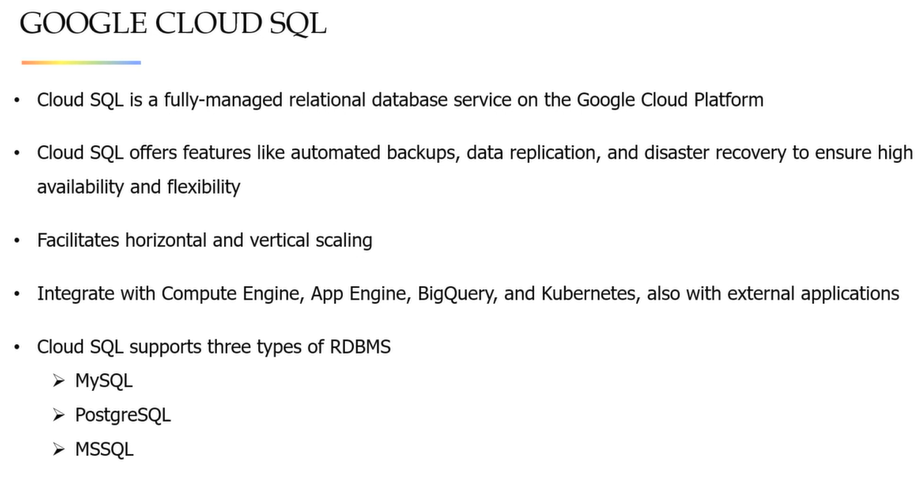 GOOGLE CLOUD SQL
• Cloud SQL is a fully-managed relational database service on the Google Cloud Platform
• Cloud SQL offers features like automated backups, data replication, and disaster recovery to ensure high
availability and flexibility
• Facilitates horizontal and vertical scaling
• Integrate with Compute Engine, App Engine, BigQuery, and Kubernetes, also with external applications
• Cloud SQL supports three types of RDBMS
➢ MySQL
➢ PostgreSQL
➢ MSSQL